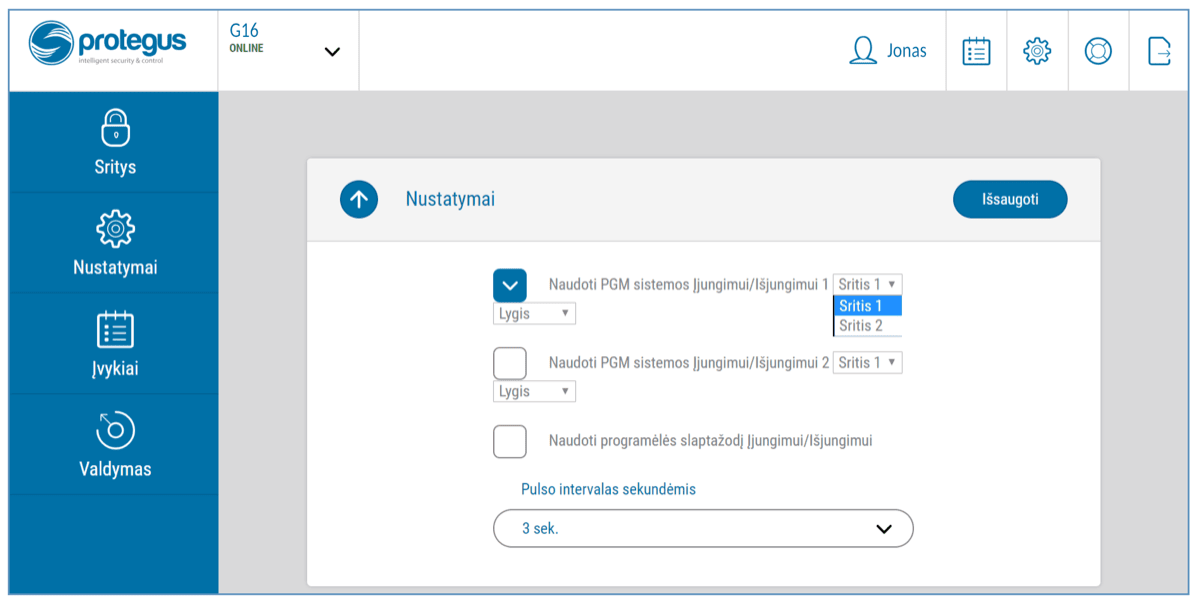 protegus
intelligent security & control
G16
ONLINE
Jonas
Sritys
Nustatymai
Įvykiai
Valdymas
Nustatymai
Išsaugoti
Naudoti PGM sistemos Įjungimui/Išjungimui 1 Sritis 1
Sritis 1
Sritis 2
Lygis
Naudoti PGM sistemos Įjungimui/Išjungimui 2 Sritis 1
Lygis
Naudoti programėlės slaptažodį Įjungimui/Išjungimui
Pulso intervalas sekundėmis
3 sek.